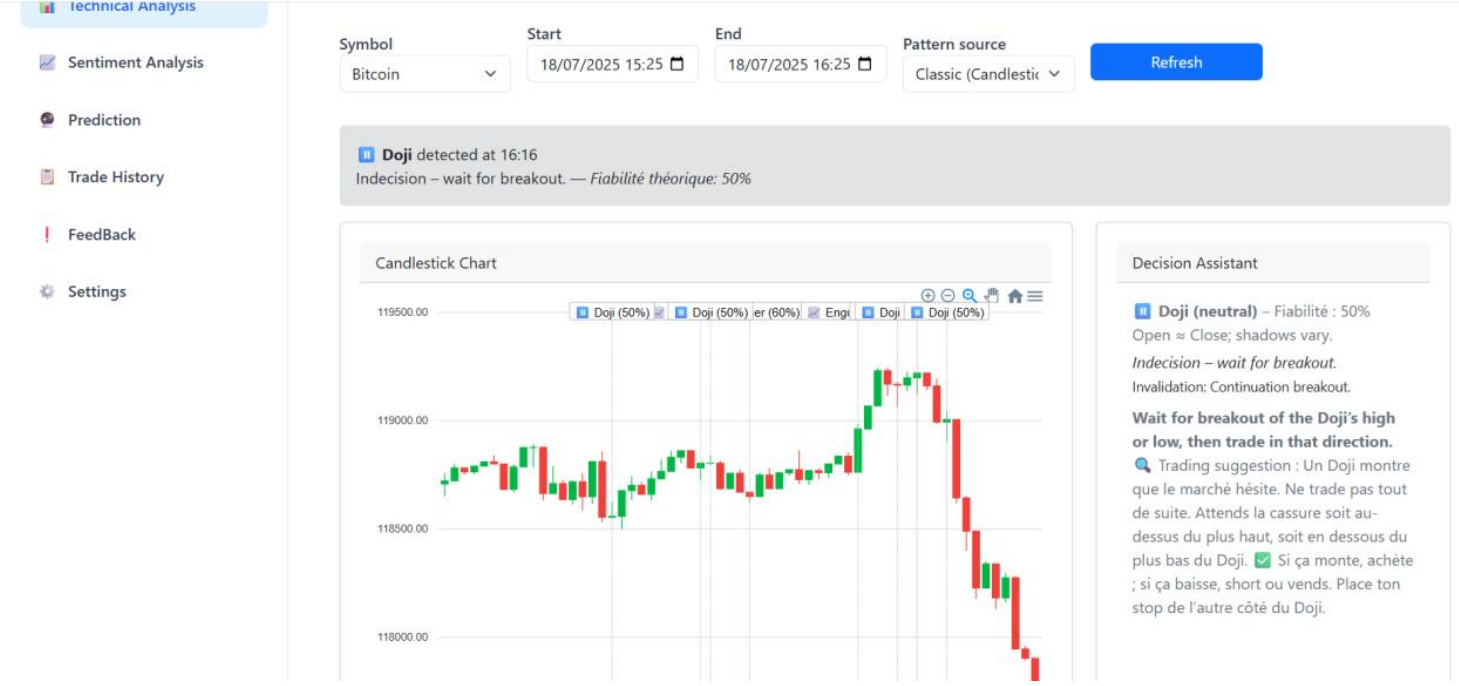 Technical Analysis
Sentiment Analysis
Prediction
Trade History
FeedBack
Settings
Symbol
Bitcoin
Start
18/07/2025 15:25
End
18/07/2025 16:25
Pattern source
Classic (Candlestic
Refresh
Doji detected at 16:16
Indecision – wait for breakout. — Fiabilité théorique: 50%
Candlestick Chart
Doji (50%)
Doji (50%)
er (60%)
Engu
Doji
Doji (50%)
119500.00
119000.00
118500.00
118000.00
Decision Assistant
Doji (neutral) – Fiabilité : 50%
Open ≈ Close; shadows vary.
Indecision – wait for breakout.
Invalidation: Continuation breakout.
Wait for breakout of the Doji’s high
or low, then trade in that direction.
Trading suggestion : Un Doji montre
que le marché hésite. Ne trade pas tout
de suite. Attends la cassure soit au-
dessus du plus haut, soit en dessous du
plus bas du Doji. ✅ Si ça monte, achète
; si ça baisse, short ou vends. Place ton
stop de l’autre côté du Doji.